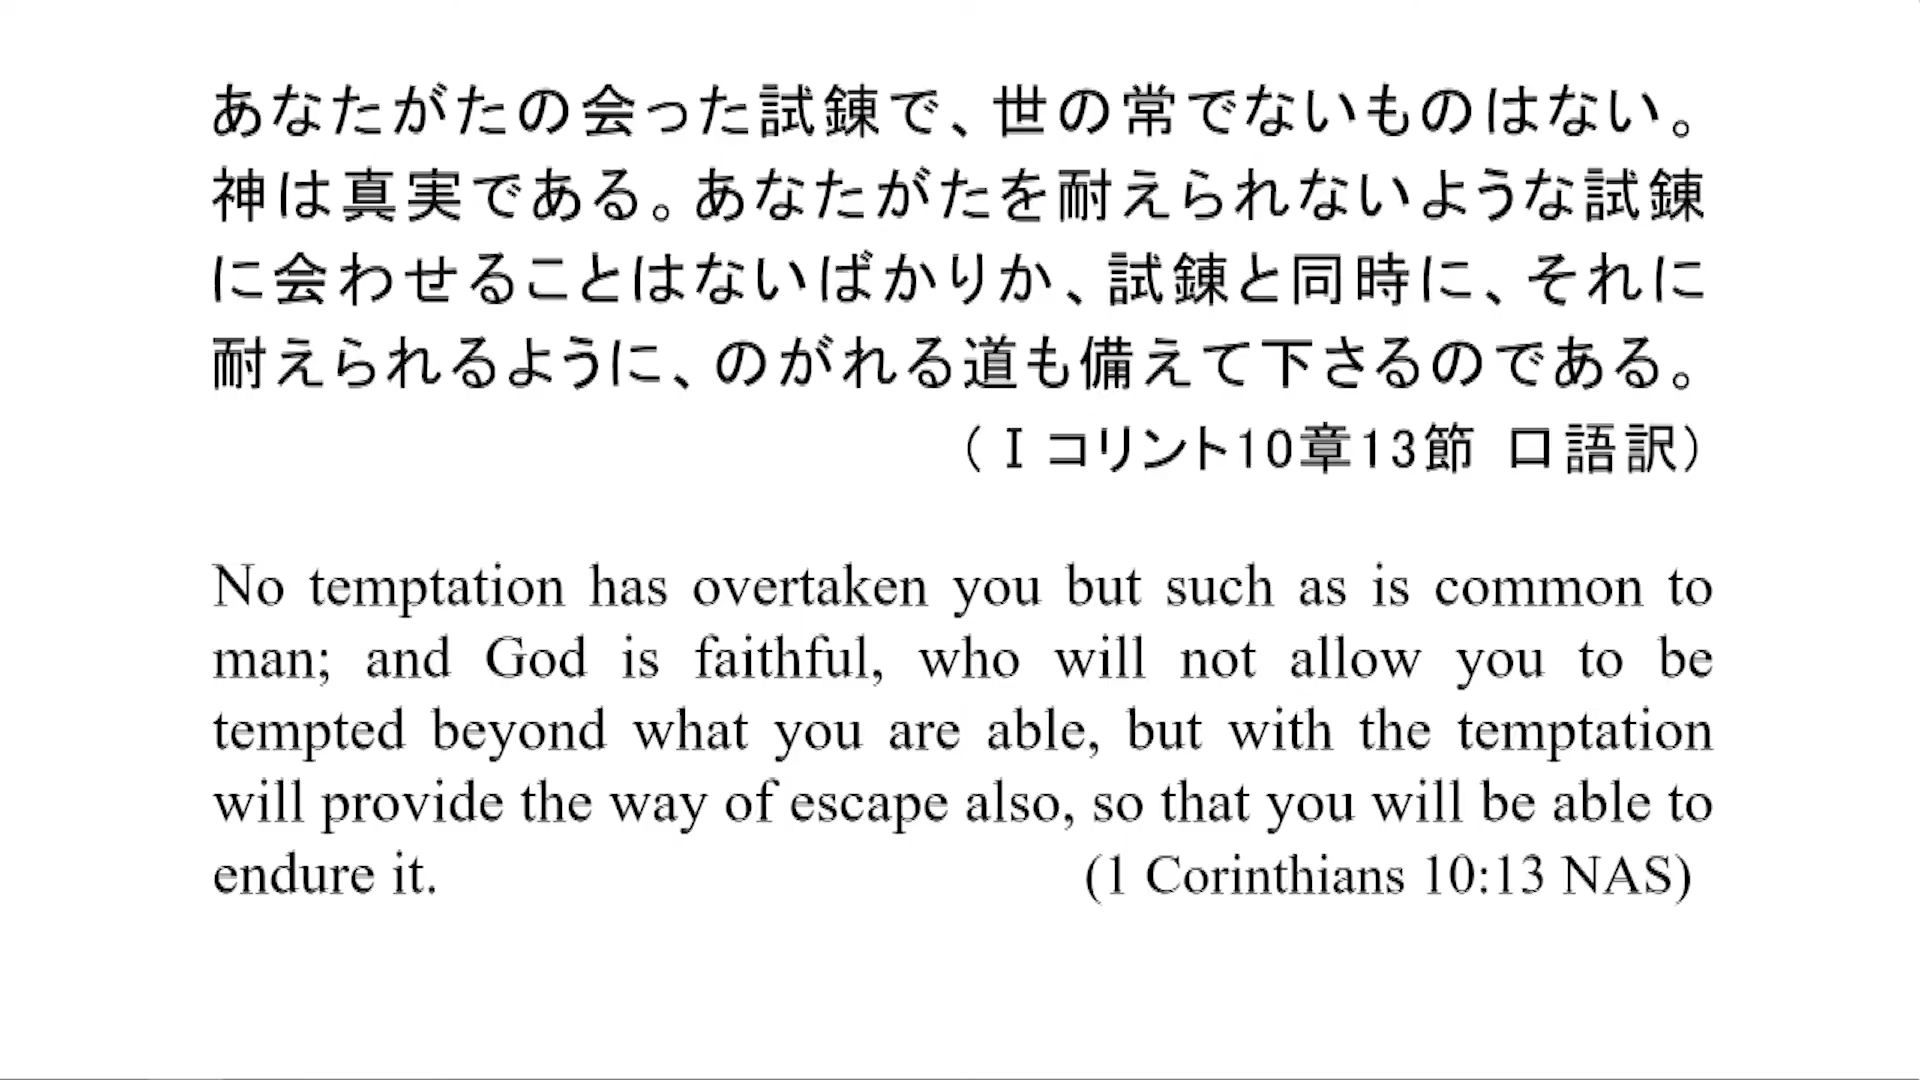 あなたがたの会った試錬で、世の常でないものはない。
神は真実である。あなたがたを耐えられないような試錬
に会わせることはないばかりか、試錬と同時に、それに
耐えられるように、のがれる道も備えて下さるのである。
（Ⅰコリント10章13節 口語訳）
No temptation has overtaken you but such as is common to
man; and God is faithful, who will not allow you to be
tempted beyond what you are able, but with the temptation
will provide the way of escape also, so that you will be able to
endure it. (1 Corinthians 10:13 NAS)